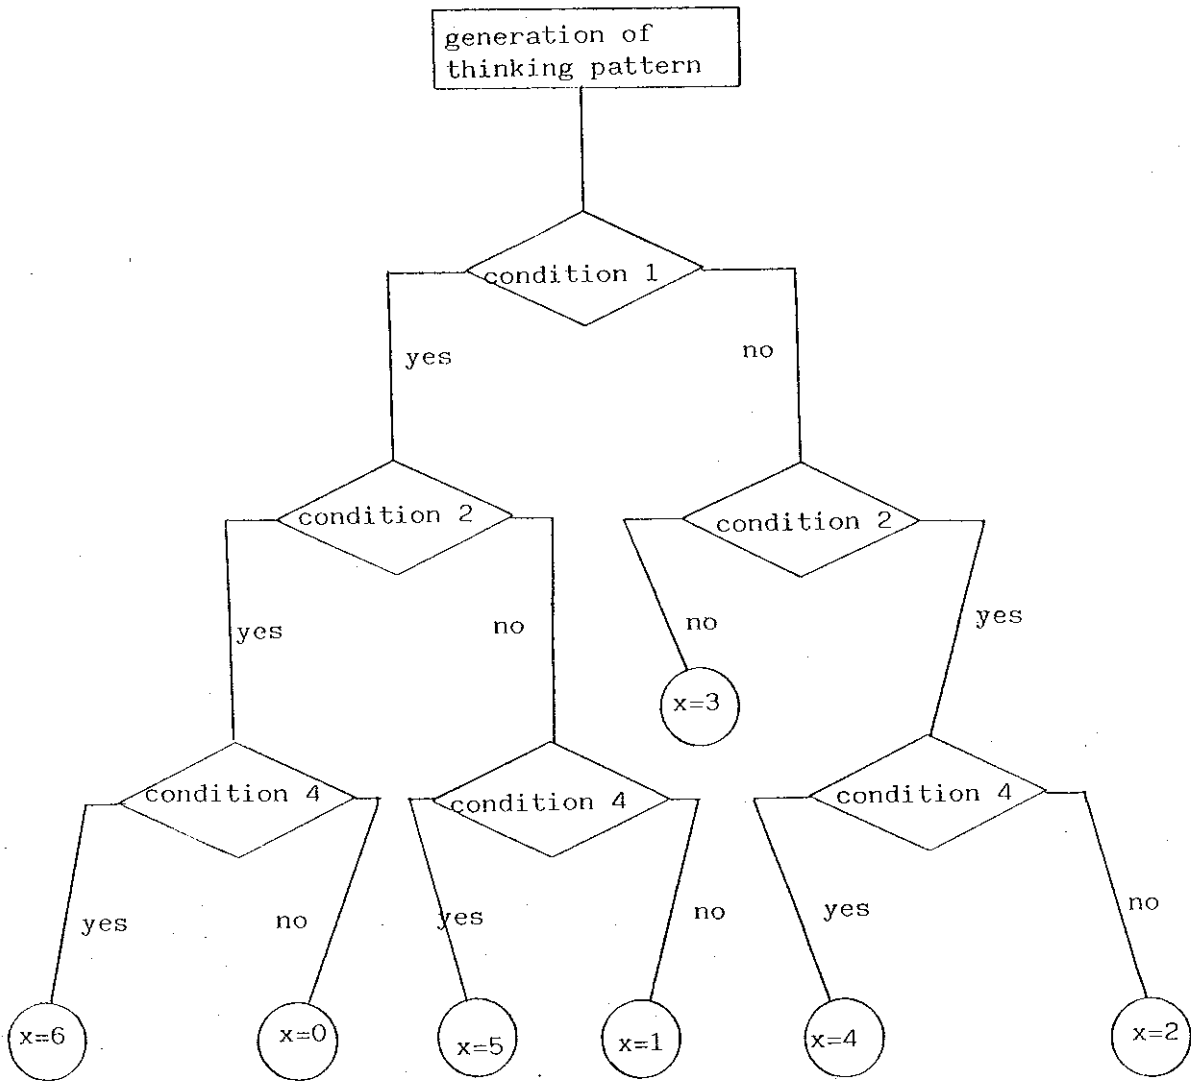 generation of
thinking pattern
condition 1
yes
no
condition 2
condition 2
yes
no
no
yes
x=3
condition 4
condition 4
condition 4
yes
no
yes
no
yes
no
x=6
x=0
x=5
x=1
x=4
x=2